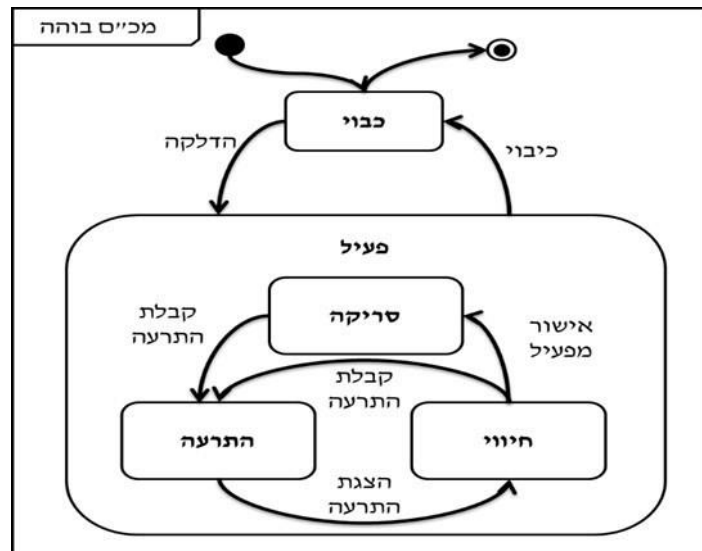 מכ״ם בוהה
כבוי
הדלקה
כיבוי
פעיל
סריקה
קבלת
התרעה
אישור
מפעיל
קבלת
התרעה
התרעה
חיווי
הצגת
התרעה